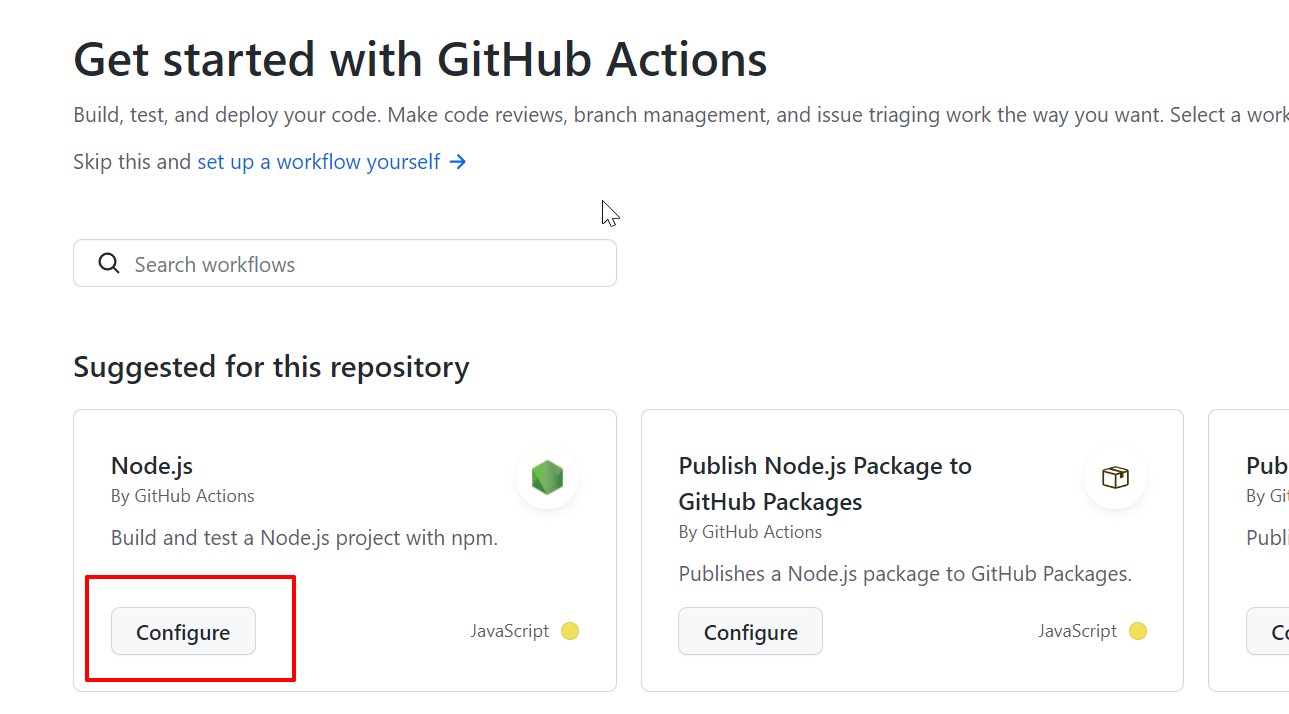 Get started with GitHub Actions
Build, test, and deploy your code. Make code reviews, branch management, and issue triaging work the way you want. Select a work
Skip this and set up a workflow yourself →
Search workflows
Suggested for this repository
Node.js
By GitHub Actions
Build and test a Node.js project with npm.
Configure
JavaScript
Publish Node.js Package to
GitHub Packages
By GitHub Actions
Publishes a Node.js package to GitHub Packages.
Configure
JavaScript
Pub
By Git
Publi
Co